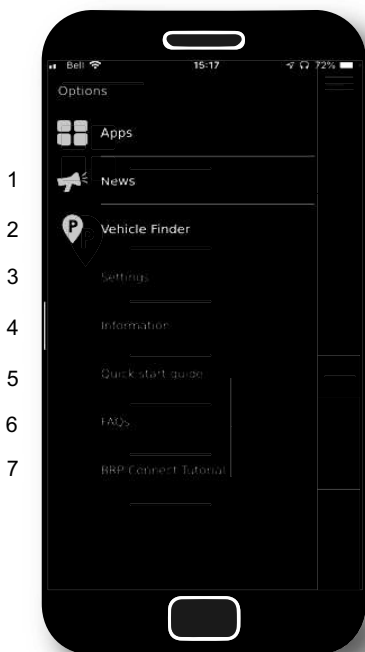 Bell 15:17 72%
Options
Apps
1 News
2 P Vehicle Finder
3 Settings
4 Information
5 Quick start guide
6 FAQs
7 BRP Connect Tutorial